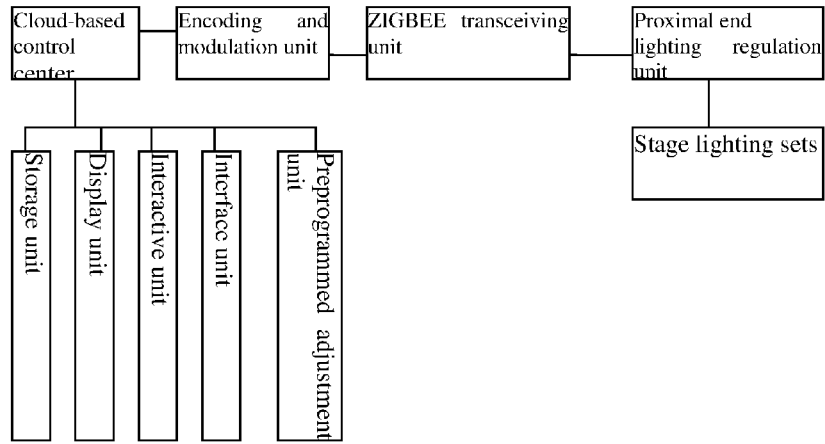 Cloud-based
control
center
Encoding and
modulation unit
ZIGBEE transceiving
unit
Proximal end
lighting regulation
unit
Stage lighting sets
Storage unit
Display unit
Interactive unit
Interface unit
Preprogrammed adjustment
unit